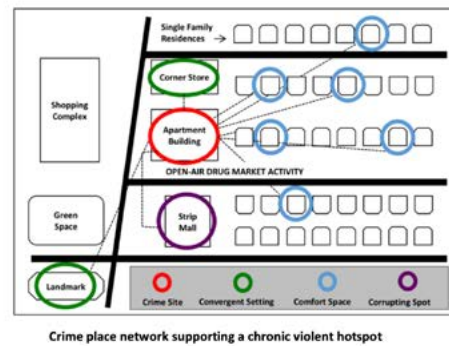 Single Family
Residences
Corner Store
Shopping
Complex
Apartment
Building
OPEN-AIR DRUG MARKET ACTIVITY
Green
Space
Strip
Mall
Landmark
Crime Site
Convergent Setting
Comfort Space
Corrupting Spot
Crime place network supporting a chronic violent hotspot